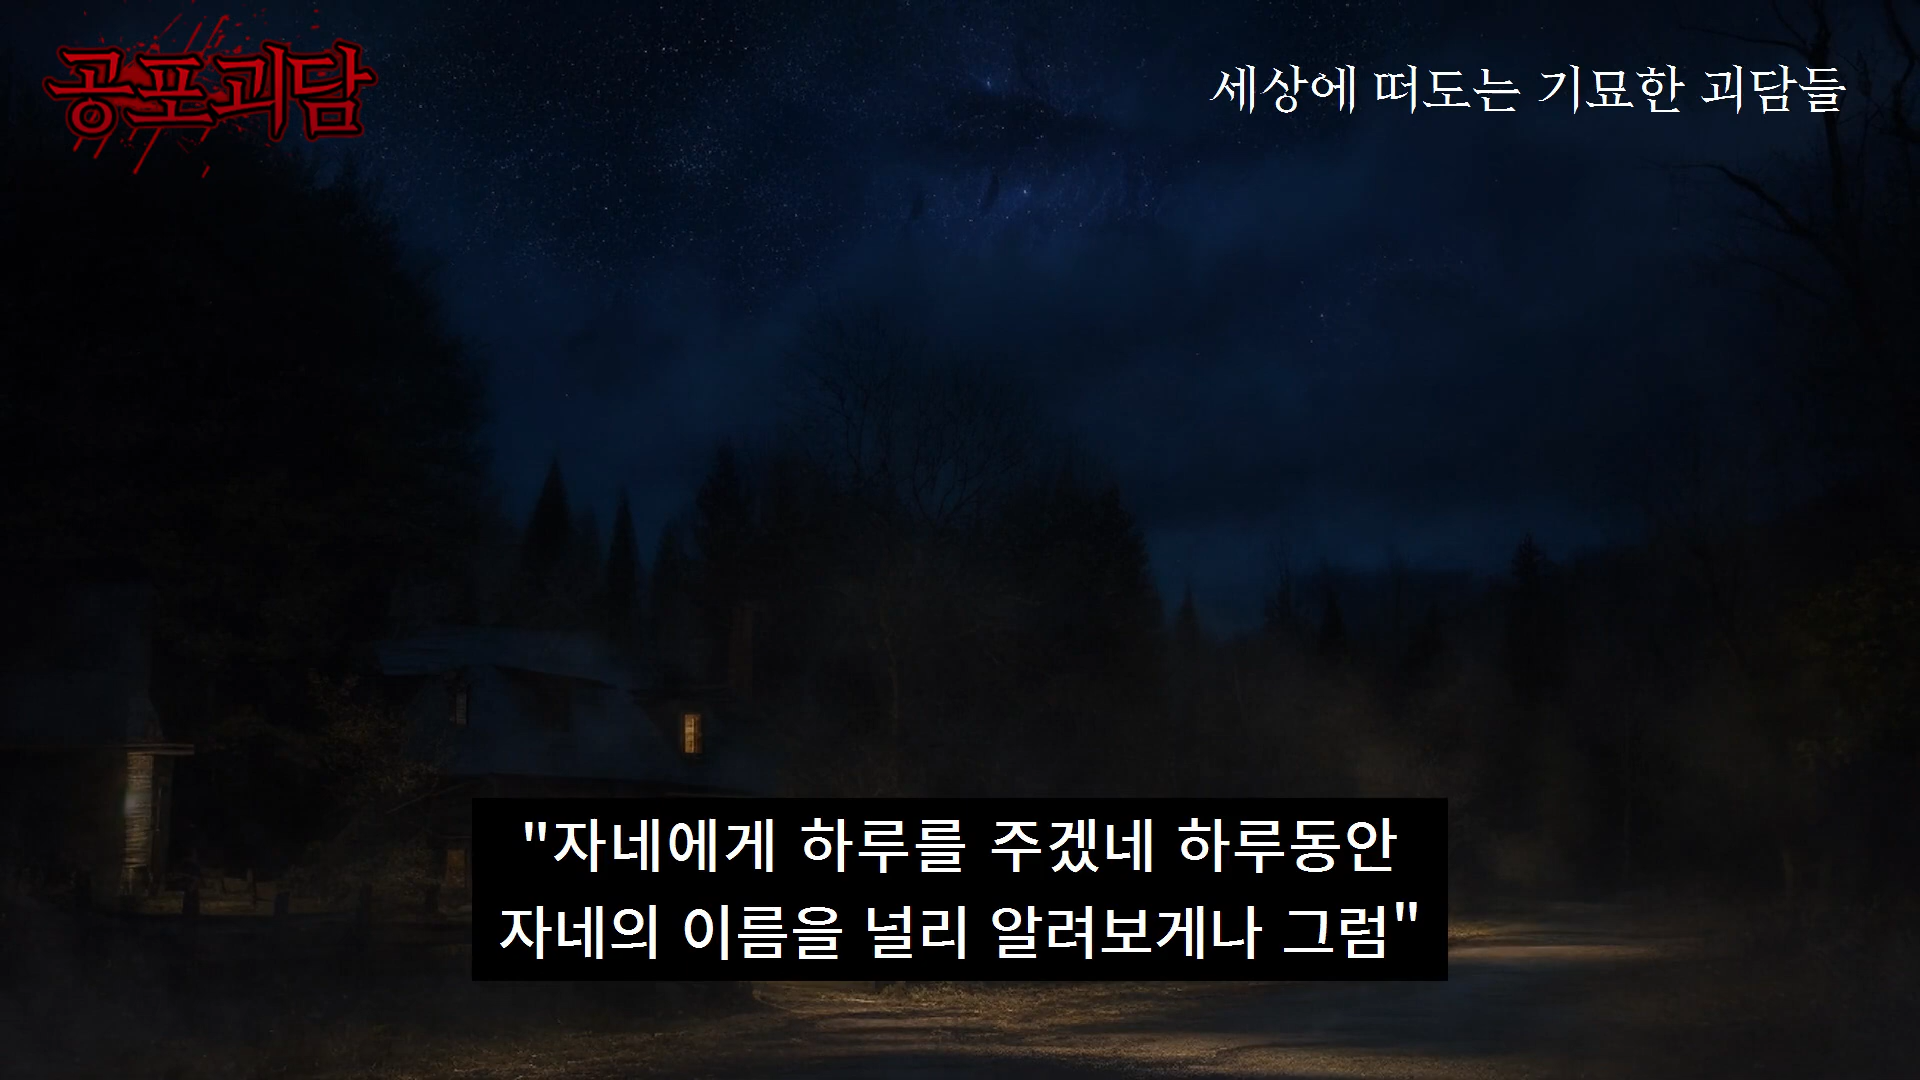 공포괴담
세상에 떠도는 기묘한 괴담들
"자네에게 하루를 주겠네 하루동안
자네의 이름을 널리 알려보게나 그럼"